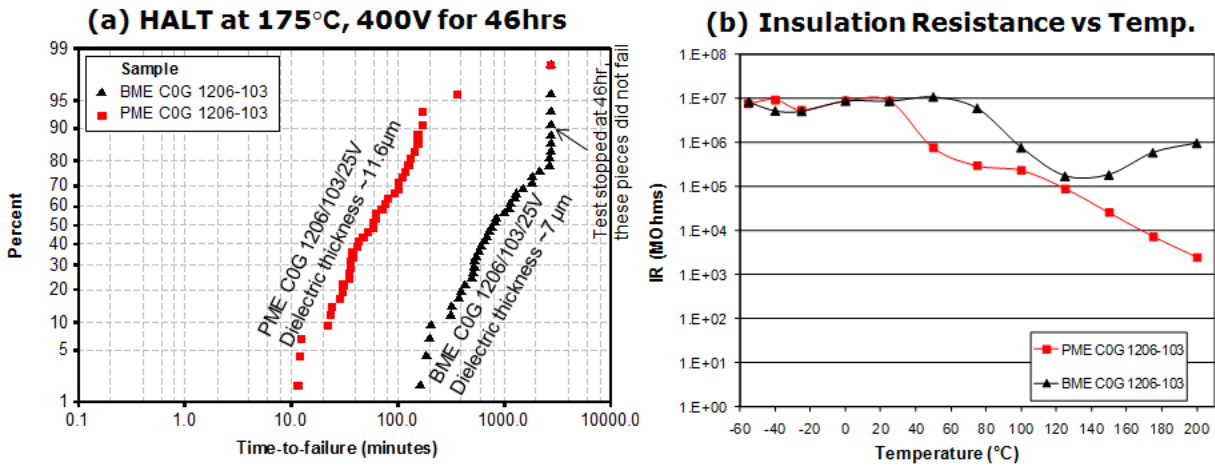 (a) HALT at 175°C, 400V for 46hrs
Percent
99
95
90
80
70
60
50
40
30
20
10
5
1
Sample
BME C0G 1206-103
PME C0G 1206-103
PME C0G 1206/103/25V
Dielectric thickness ~11.6µm
BME C0G 1206/103/25V
Dielectric thickness ~7µm
Test stopped at 46hr,
these pieces did not fail
0.1
1.0
10.0
100.0
1000.0
10000.0
Time-to-failure (minutes)
(b) Insulation Resistance vs Temp.
IR (MOhms)
1.E+08
1.E+07
1.E+06
1.E+05
1.E+04
1.E+03
1.E+02
1.E+01
1.E+00
PME C0G 1206-103
BME C0G 1206-103
-60 -40 -20 0 20 40 60 80 100 120 140 160 180 200
Temperature (°C)